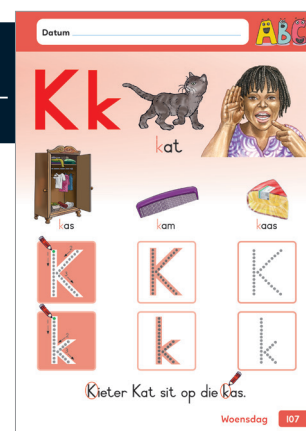 Datum
ABC
Kk
kat
kas
kam
kaas
K K K
k k k
Kieter Kat sit op die kas.
Woensdag 107